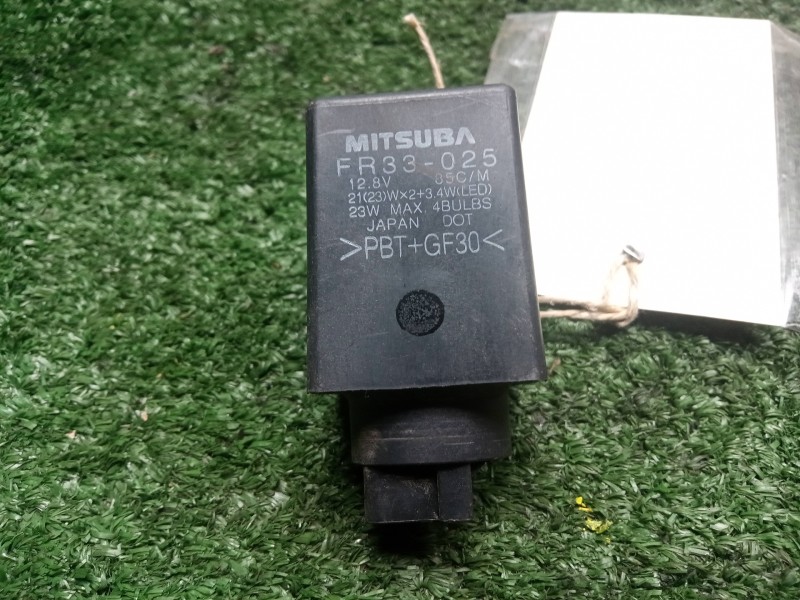 MITSUBA
FR33-025
12.8V 85C/M
21(23)W×2+3.4W(LED)
23W MAX 4BULBS
JAPAN DOT
>PBT+GF30<